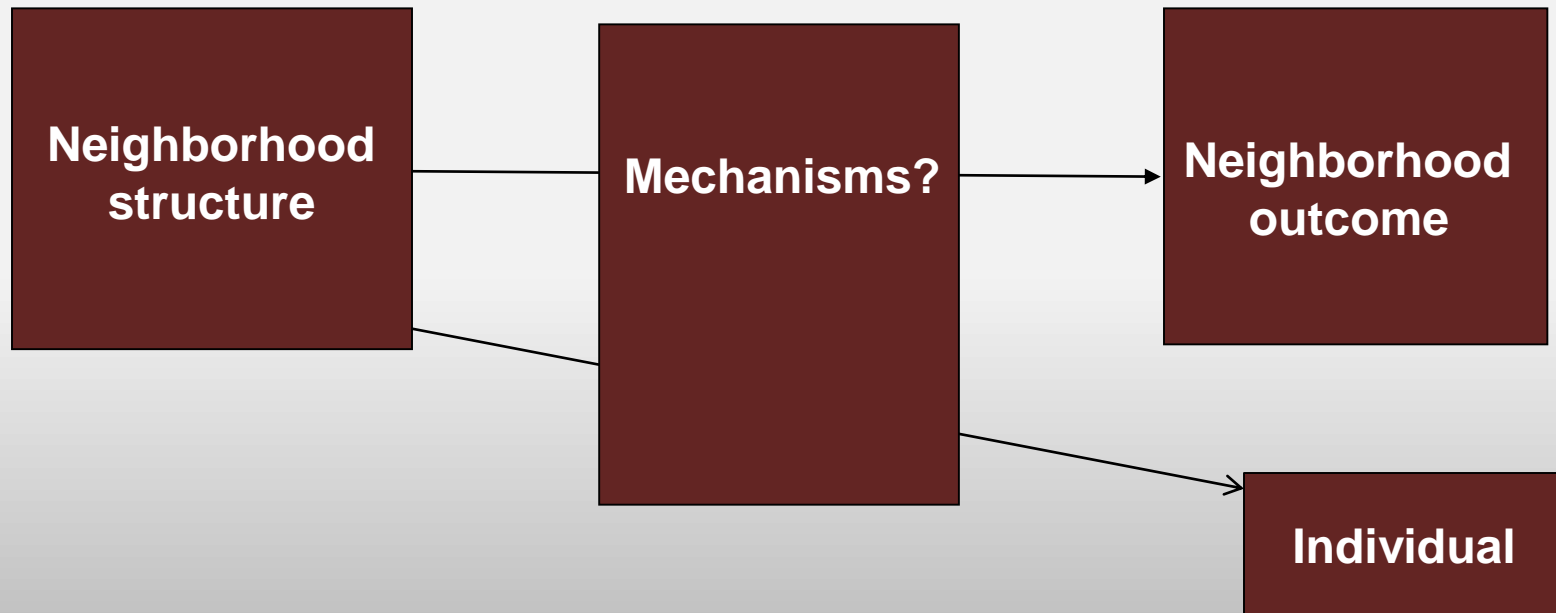 Neighborhood
structure
Mechanisms?
Neighborhood
outcome
Individual